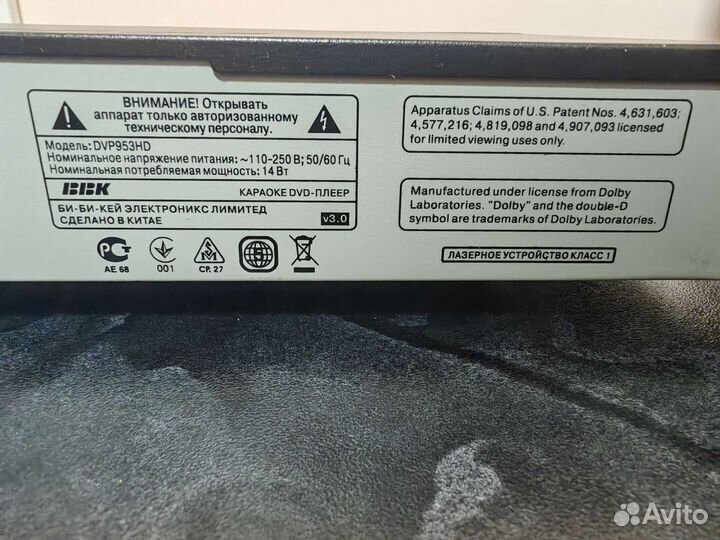 ВНИМАНИЕ! Открывать
аппарат только авторизованному
техническому персоналу.
Модель: DVP953HD
Номинальное напряжение питания: ~110-250 В; 50/60 Гц
Номинальная потребляемая мощность: 14 Вт
BBK
КАРАОКЕ DVD-ПЛЕЕР
БИ-БИ-КЕЙ ЭЛЕКТРОНИКС ЛИМИТЕД
СДЕЛАНО В КИТАЕ
v3.0
АЕ 68
001
СР. 27
Apparatus Claims of U.S. Patent Nos. 4,631,603;
4,577,216; 4,819,098 and 4,907,093 licensed
for limited viewing uses only.
Manufactured under license from Dolby
Laboratories. "Dolby" and the double-D
symbol are trademarks of Dolby Laboratories.
ЛАЗЕРНОЕ УСТРОЙСТВО КЛАСС 1
Avito